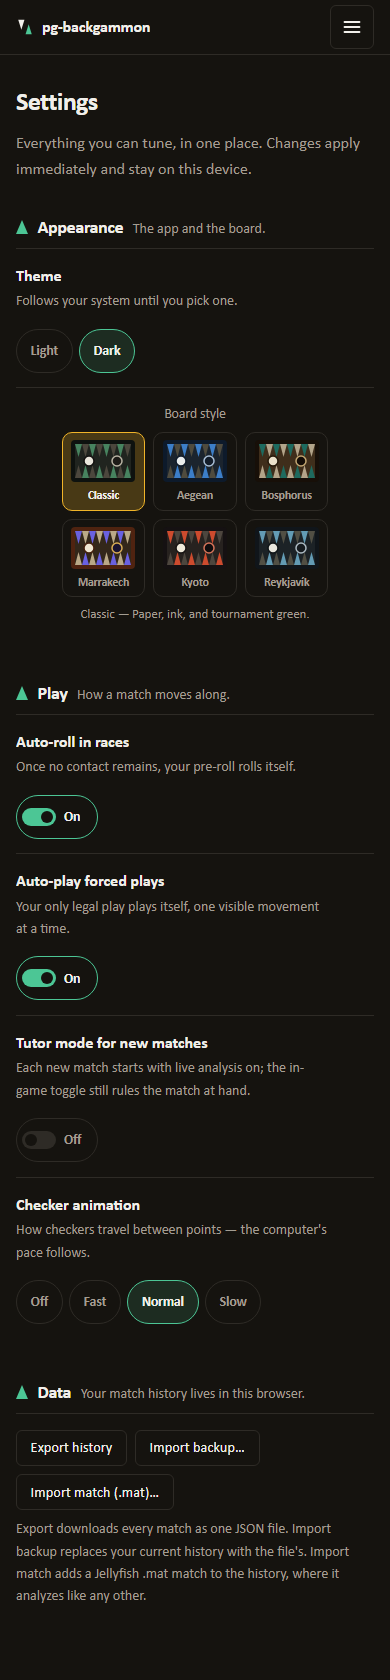 pg-backgammon
Settings
Everything you can tune, in one place. Changes apply
immediately and stay on this device.
Appearance The app and the board.
Theme
Follows your system until you pick one.
Light Dark
Board style
Classic Aegean Bosphorus
Marrakech Kyoto Reykjavík
Classic — Paper, ink, and tournament green.
Play How a match moves along.
Auto-roll in races
Once no contact remains, your pre-roll rolls itself.
On
Auto-play forced plays
Your only legal play plays itself, one visible movement
at a time.
On
Tutor mode for new matches
Each new match starts with live analysis on; the in-
game toggle still rules the match at hand.
Off
Checker animation
How checkers travel between points — the computer's
pace follows.
Off Fast Normal Slow
Data Your match history lives in this browser.
Export history Import backup...
Import match (.mat)...
Export downloads every match as one JSON file. Import
backup replaces your current history with the file's. Import
match adds a Jellyfish .mat match to the history, where it
analyzes like any other.